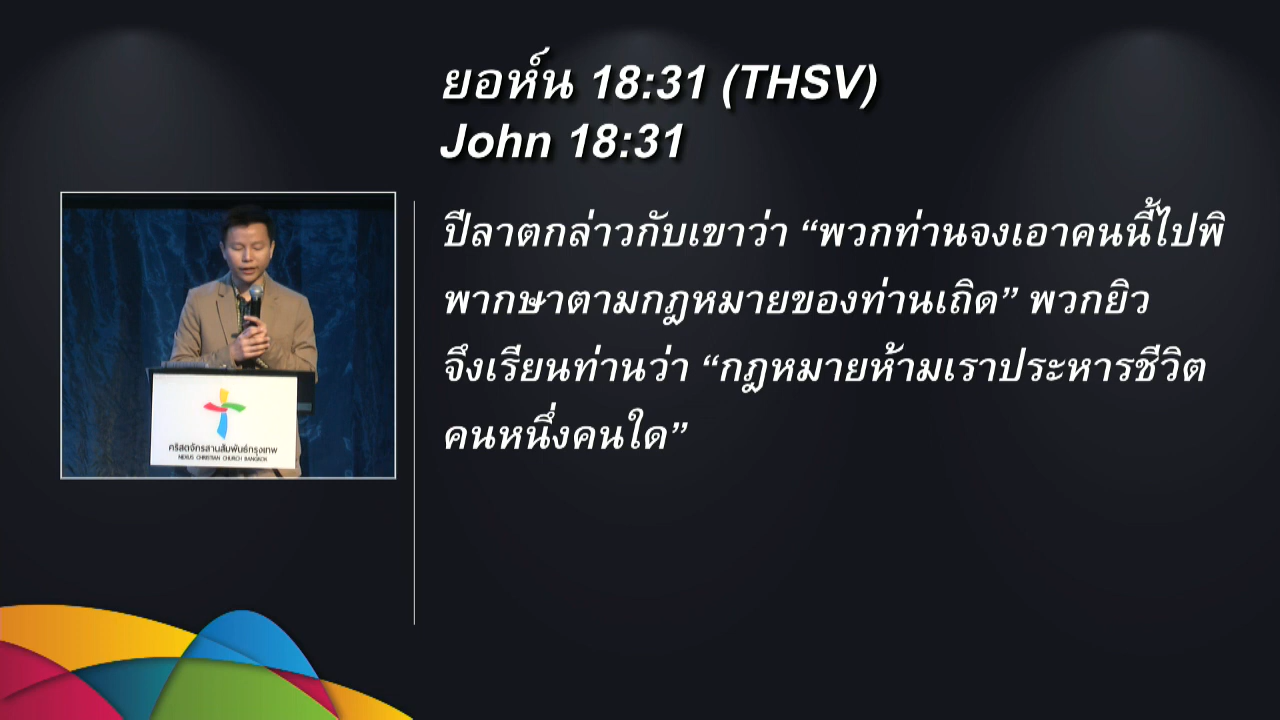 ยอห์น 18:31 (THSV)
John 18:31
ปีลาตกล่าวกับเขาว่า “พวกท่านจงเอาคนนี้ไปพิ
พากษาตามกฎหมายของท่านเถิด” พวกยิว
จึงเรียนท่านว่า “กฎหมายห้ามเราประหารชีวิต
คนหนึ่งคนใด”
คริสตจักรสานสัมพันธ์กรุงเทพ
NEXUS CHRISTIAN CHURCH BANGKOK